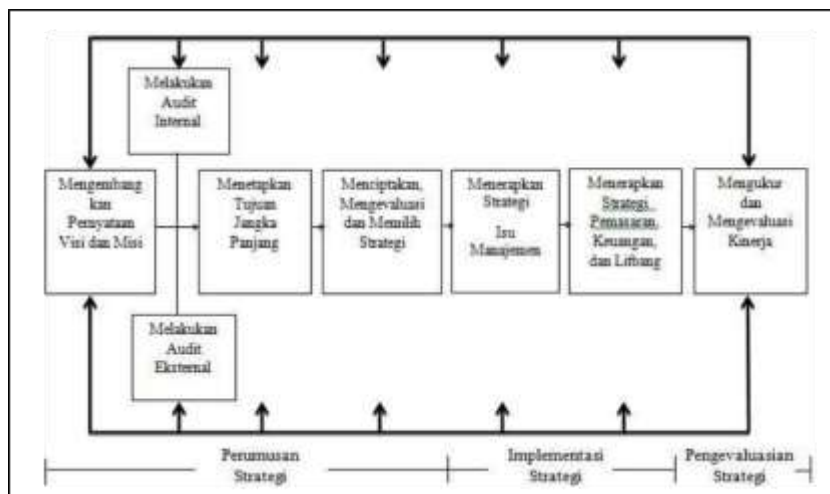 Melakukan
Audit
Internal
Mengembang
kan
Pernyataan
Visi dan Misi
Menetapkan
Tujuan
Jangka
Panjang
Menciptakan,
Mengevaluasi
dan Memilih
Strategi
Menerapkan
Strategi
Isu
Manajemen
Menerapkan
Strategi
Pemasaran,
Keuangan,
dan Litbang
Mengukur
dan
Mengevaluasi
Kinerja
Melakukan
Audit
Eksternal
Perumusan
Strategi
Implementasi
Strategi
Pengevaluasian
Strategi